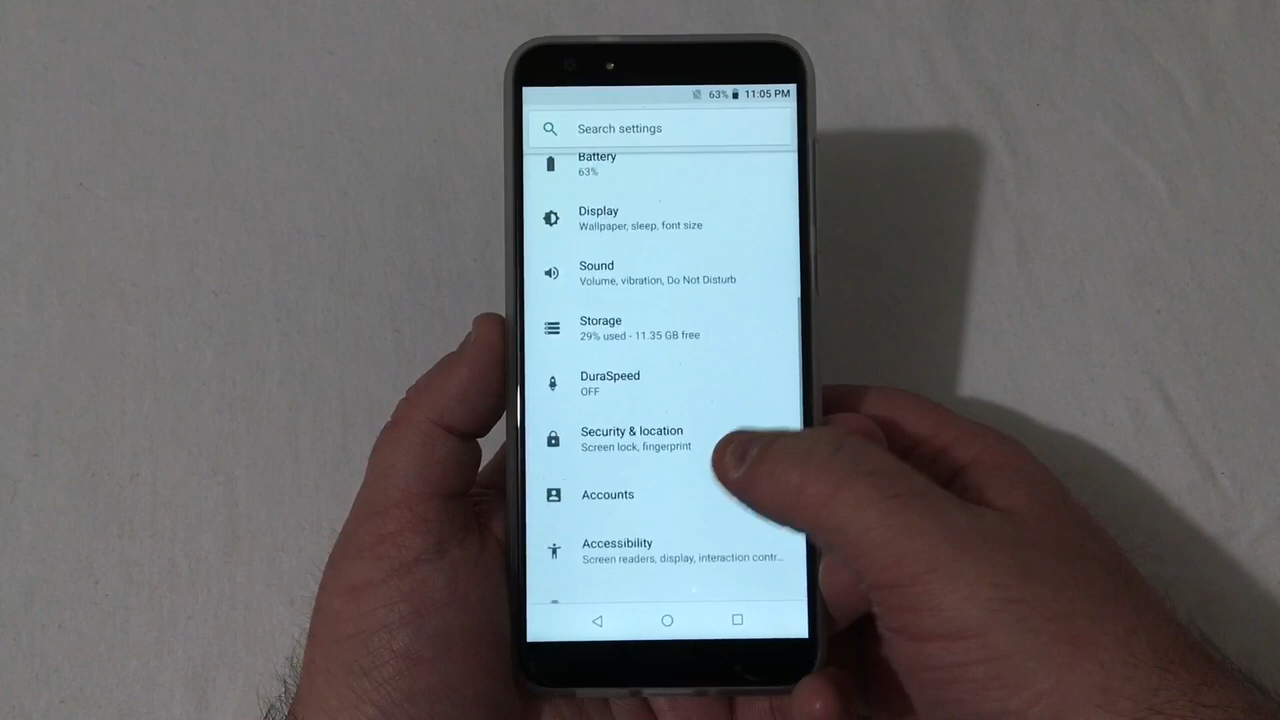 63% 11:05 PM
Search settings
Battery
63%
Display
Wallpaper, sleep, font size
Sound
Volume, vibration, Do Not Disturb
Storage
29% used - 11.35 GB free
DuraSpeed
OFF
Security & location
Screen lock, fingerprint
Accounts
Accessibility
Screen readers, display, interaction contr...